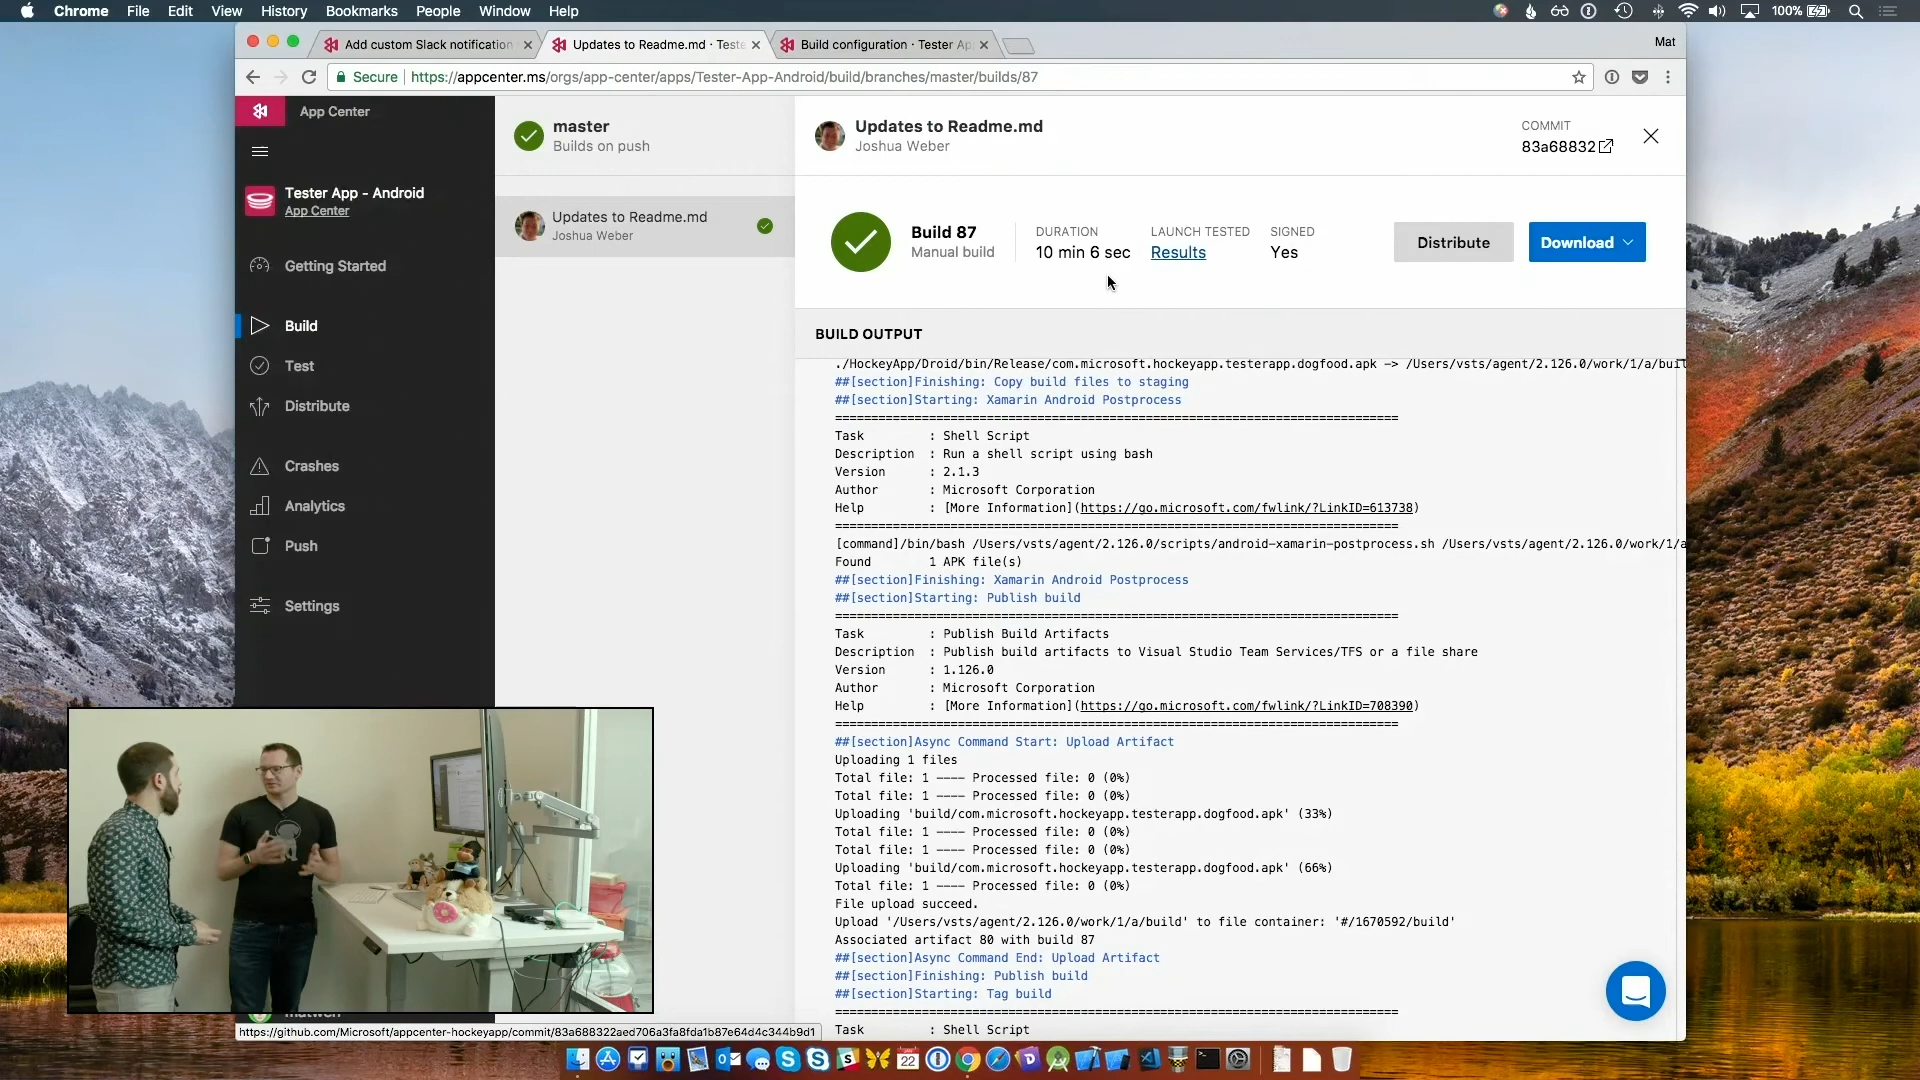 Chrome File Edit View History Bookmarks People Window Help
100%
Add custom Slack notification
Updates to Readme.md · Teste
Build configuration · Tester Ap
Mat
Secure
https://appcenter.ms/orgs/app-center/apps/Tester-App-Android/build/branches/master/builds/87
App Center
Tester App - Android
App Center
Getting Started
Build
Test
Distribute
Crashes
Analytics
Push
Settings
master
Builds on push
Updates to Readme.md
Joshua Weber
Updates to Readme.md
Joshua Weber
COMMIT
83a68832
Build 87
Manual build
DURATION
10 min 6 sec
LAUNCH TESTED
Results
SIGNED
Yes
Distribute
Download
BUILD OUTPUT
./HockeyApp/Droid/bin/Release/com.microsoft.hockeyapp.testerapp.dogfood.apk -> /Users/vsts/agent/2.126.0/work/1/a/buil
##[section]Finishing: Copy build files to staging
##[section]Starting: Xamarin Android Postprocess
==============================================================================
Task : Shell Script
Description : Run a shell script using bash
Version : 2.1.3
Author : Microsoft Corporation
Help : [More Information](https://go.microsoft.com/fwlink/?LinkID=613738)
==============================================================================
[command]/bin/bash /Users/vsts/agent/2.126.0/scripts/android-xamarin-postprocess.sh /Users/vsts/agent/2.126.0/work/1/a
Found 1 APK file(s)
##[section]Finishing: Xamarin Android Postprocess
##[section]Starting: Publish build
==============================================================================
Task : Publish Build Artifacts
Description : Publish build artifacts to Visual Studio Team Services/TFS or a file share
Version : 1.126.0
Author : Microsoft Corporation
Help : [More Information](https://go.microsoft.com/fwlink/?LinkID=708390)
==============================================================================
##[section]Async Command Start: Upload Artifact
Uploading 1 files
Total file: 1 ---- Processed file: 0 (0%)
Total file: 1 ---- Processed file: 0 (0%)
Uploading 'build/com.microsoft.hockeyapp.testerapp.dogfood.apk' (33%)
Total file: 1 ---- Processed file: 0 (0%)
Total file: 1 ---- Processed file: 0 (0%)
Uploading 'build/com.microsoft.hockeyapp.testerapp.dogfood.apk' (66%)
Total file: 1 ---- Processed file: 0 (0%)
File upload succeed.
Upload '/Users/vsts/agent/2.126.0/work/1/a/build' to file container: '#/1670592/build'
Associated artifact 80 with build 87
##[section]Async Command End: Upload Artifact
##[section]Finishing: Publish build
##[section]Starting: Tag build
==============================================================================
Task : Shell Script
https://github.com/Microsoft/appcenter-hockeyapp/commit/83a688322aed706a3fa8fda1b87e64d4c344b9d1
22